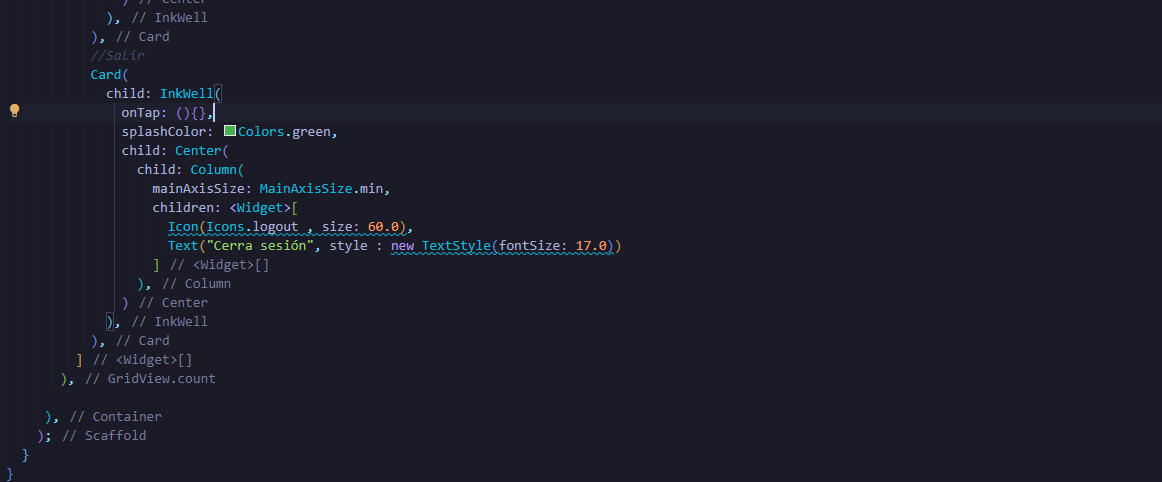 ) // Center
), // InkWell
), // Card
//Salir
Card(
child: InkWell(
onTap: (){},
splashColor: Colors.green,
child: Center(
child: Column(
mainAxisSize: MainAxisSize.min,
children: <Widget>[
Icon(Icons.logout , size: 60.0),
Text("Cerra sesión", style : new TextStyle(fontSize: 17.0))
] // <Widget>[]
), // Column
) // Center
), // InkWell
), // Card
] // <Widget>[]
), // GridView.count
), // Container
); // Scaffold
}
}